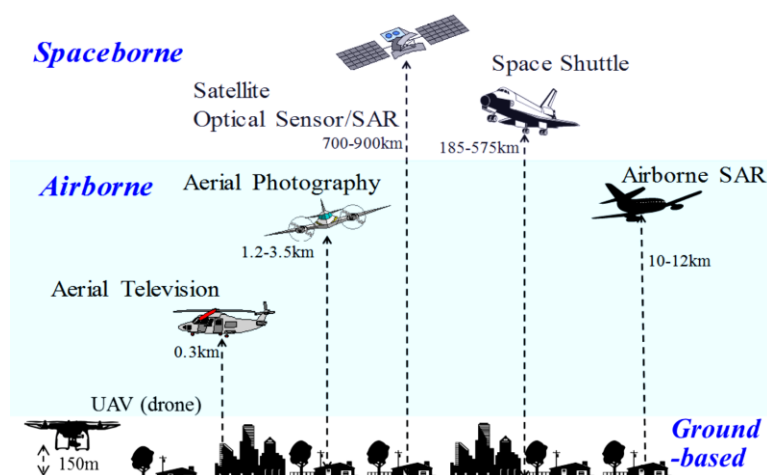 Spaceborne
Space Shuttle
Satellite
Optical Sensor/SAR
700-900km
185-575km
Airborne
Aerial Photography
Airborne SAR
1.2-3.5km
10-12km
Aerial Television
0.3km
UAV (drone)
150m
Ground
-based